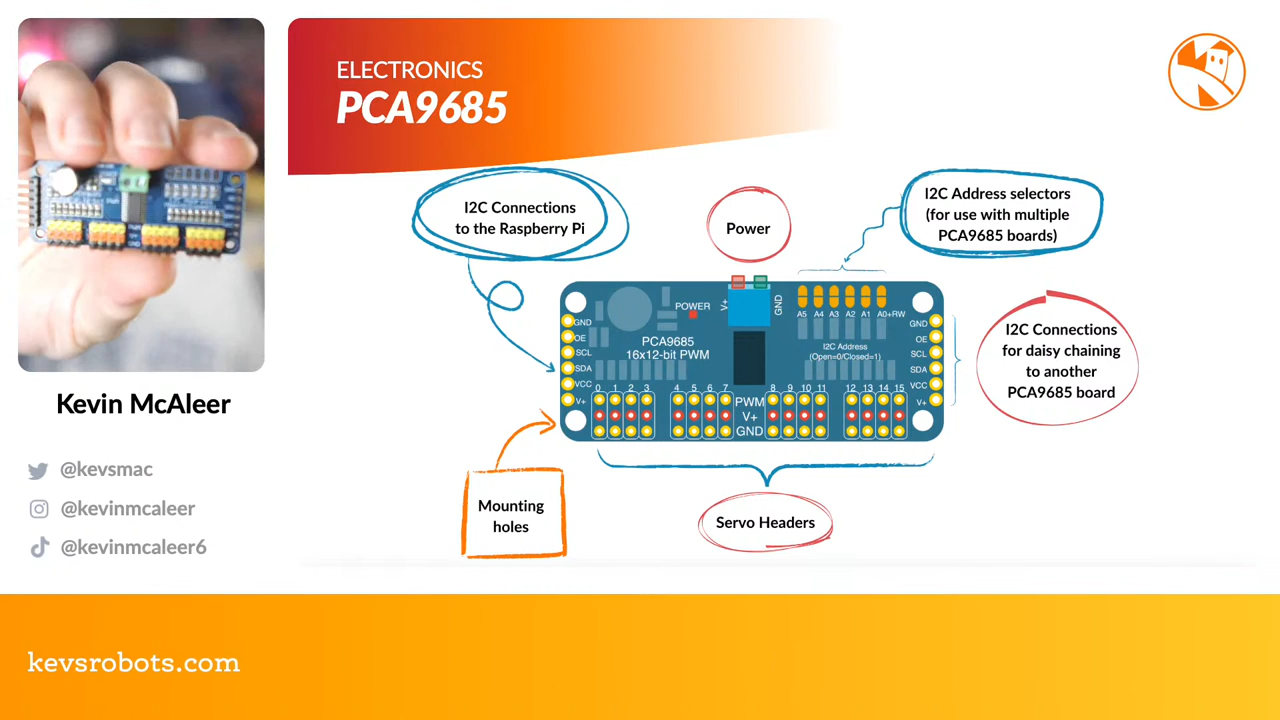 ELECTRONICS
PCA9685
Kevin McAleer
@kevsmac
@kevinmcaleer
@kevinmcaleer6
I2C Connections
to the Raspberry Pi
Power
I2C Address selectors
(for use with multiple
PCA9685 boards)
I2C Connections
for daisy chaining
to another
PCA9685 board
Mounting
holes
Servo Headers
POWER
V+
GND
PCA9685
16x12-bit PWM
A5 A4 A3 A2 A1 A0+RW
I2C Address
(Open=0/Closed=1)
GND
OE
SCL
SDA
VCC
V+
GND
OE
SCL
SDA
VCC
V+
0 1 2 3 4 5 6 7 8 9 10 11 12 13 14 15
PWM
V+
GND
kevsrobots.com